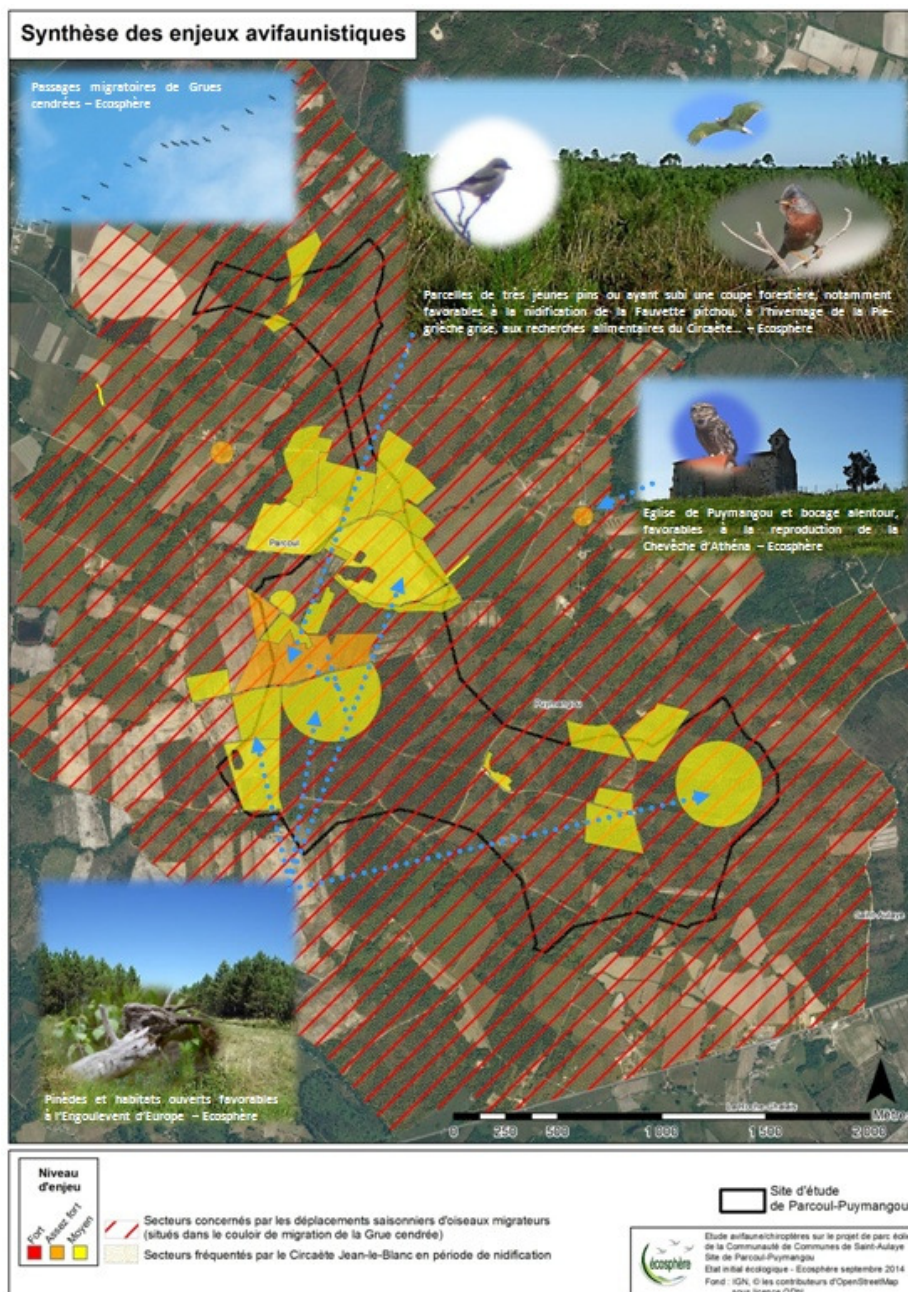 Synthèse des enjeux avifaunistiques
Passages migratoires de Grues
cendrées – Ecosphère
Parcelles de très jeunes pins ou ayant subi une coupe forestière, notamment
favorables à la nidification de la Fauvette pitchou, à l'hivernage de la Pie-
grièche grise, aux recherches alimentaires du Circaète... – Ecosphère
Eglise de Puymangou et bocage alentour,
favorables à la reproduction de la
Chevêche d'Athéna – Ecosphère
Parcoul
Puymangou
Saint-Aulaye
Pinèdes et habitats ouverts favorables
à l'Engoulevent d'Europe – Ecosphère
N
Mètre
0 250 500 1 000 1 500 2 000
Niveau
d'enjeu
Fort
Assez fort
Moyen
Secteurs concernés par les déplacements saisonniers d'oiseaux migrateurs
(situés dans le couloir de migration de la Grue cendrée)
Secteurs fréquentés par le Circaète Jean-le-Blanc en période de nidification
Site d'étude
de Parcoul-Puymangou
écosphère
Etude avifaune/chiroptères sur le projet de parc éolie
de la Communauté de Communes de Saint-Aulaye
Site de Parcoul-Puymangou
Etat initial écologique - Ecosphère septembre 2014
Fond : IGN, © les contributeurs d'OpenStreetMap
sous licence